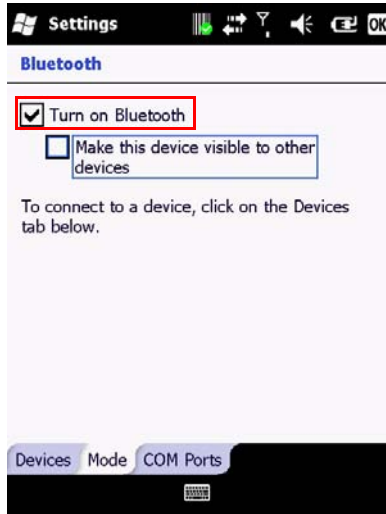 Settings
OK
Bluetooth
Turn on Bluetooth
Make this device visible to other
devices
To connect to a device, click on the Devices
tab below.
Devices Mode COM Ports